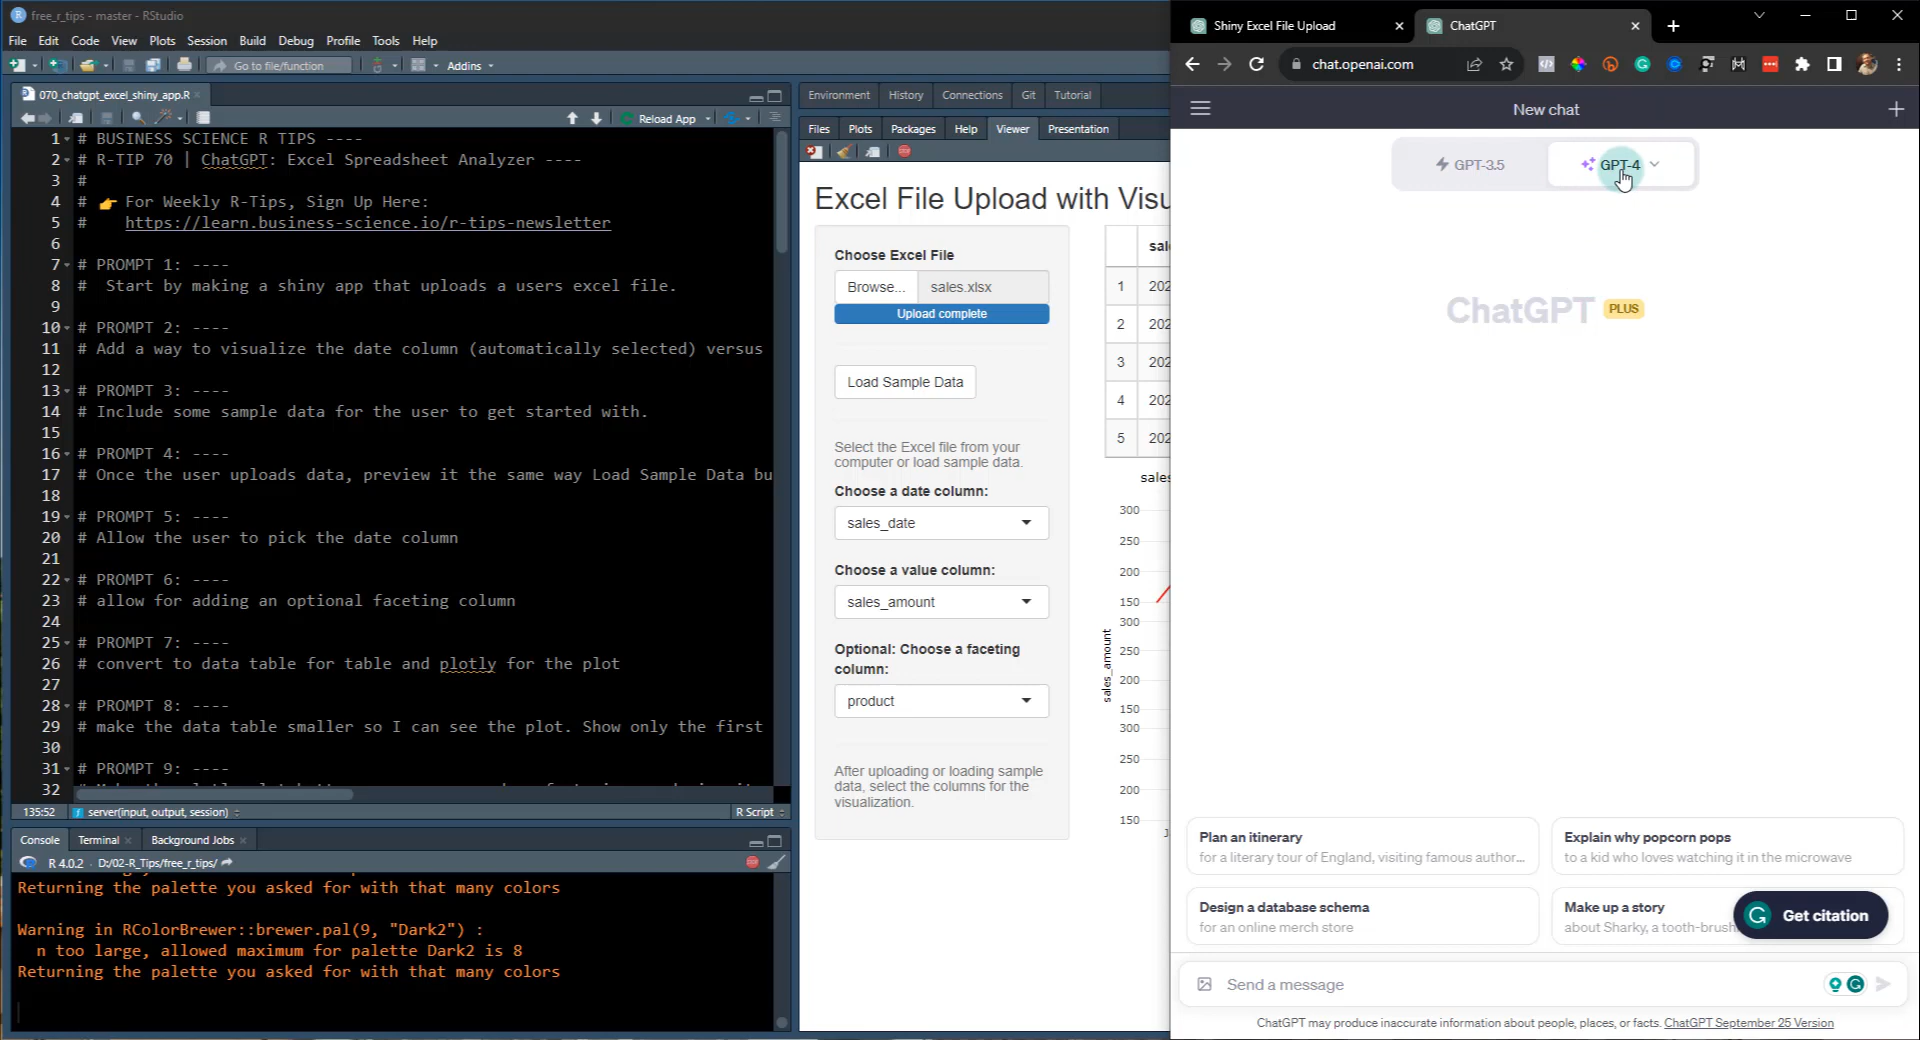 free_r_tips - master - RStudio
File Edit Code View Plots Session Build Debug Profile Tools Help
Go to file/function
Addins
070_chatgpt_excel_shiny_app.R
Reload App
1 # BUSINESS SCIENCE R TIPS ----
2 # R-TIP 70 | ChatGPT: Excel Spreadsheet Analyzer ----
3 #
4 # 👉 For Weekly R-Tips, Sign Up Here:
5 # https://learn.business-science.io/r-tips-newsletter
6
7 # PROMPT 1: ----
8 # Start by making a shiny app that uploads a users excel file.
9
10 # PROMPT 2: ----
11 # Add a way to visualize the date column (automatically selected) versus
12
13 # PROMPT 3: ----
14 # Include some sample data for the user to get started with.
15
16 # PROMPT 4: ----
17 # Once the user uploads data, preview it the same way Load Sample Data bu
18
19 # PROMPT 5: ----
20 # Allow the user to pick the date column
21
22 # PROMPT 6: ----
23 # allow for adding an optional faceting column
24
25 # PROMPT 7: ----
26 # convert to data table for table and plotly for the plot
27
28 # PROMPT 8: ----
29 # make the data table smaller so I can see the plot. Show only the first
30
31 # PROMPT 9: ----
32
135:52 server(input, output, session) R Script
Console Terminal Background Jobs
R 4.0.2 · D:/02-R_Tips/free_r_tips/
Returning the palette you asked for with that many colors
Warning in RColorBrewer::brewer.pal(9, "Dark2") :
n too large, allowed maximum for palette Dark2 is 8
Returning the palette you asked for with that many colors
Environment History Connections Git Tutorial
Files Plots Packages Help Viewer Presentation
Excel File Upload with Visu
Choose Excel File
Browse... sales.xlsx
Upload complete
Load Sample Data
Select the Excel file from your
computer or load sample data.
Choose a date column:
sales_date
Choose a value column:
sales_amount
Optional: Choose a faceting
column:
product
After uploading or loading sample
data, select the columns for the
visualization.
sal
1 202
2 202
3 202
4 202
5 202
sales
300
250
200
150
300
250
200
150
300
250
200
150
sales_amount
J
Shiny Excel File Upload
ChatGPT
chat.openai.com
New chat
GPT-3.5
GPT-4
ChatGPT PLUS
Plan an itinerary
for a literary tour of England, visiting famous author...
Explain why popcorn pops
to a kid who loves watching it in the microwave
Design a database schema
for an online merch store
Make up a story
about Sharky, a tooth-brush
Get citation
Send a message
ChatGPT may produce inaccurate information about people, places, or facts. ChatGPT September 25 Version